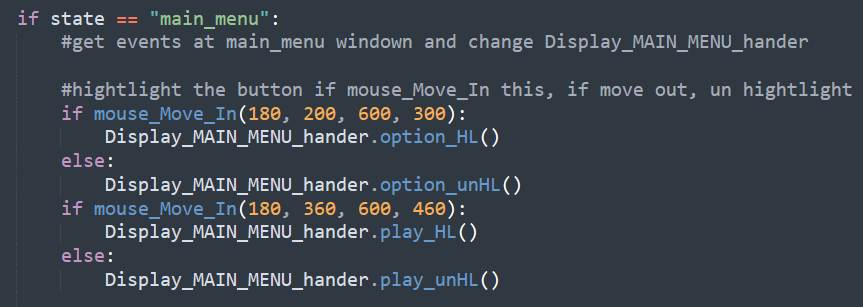 if state == "main_menu":
#get events at main_menu windown and change Display_MAIN_MENU_hander
#hightlight the button if mouse_Move_In this, if move out, un hightlight
if mouse_Move_In(180, 200, 600, 300):
Display_MAIN_MENU_hander.option_HL()
else:
Display_MAIN_MENU_hander.option_unHL()
if mouse_Move_In(180, 360, 600, 460):
Display_MAIN_MENU_hander.play_HL()
else:
Display_MAIN_MENU_hander.play_unHL()